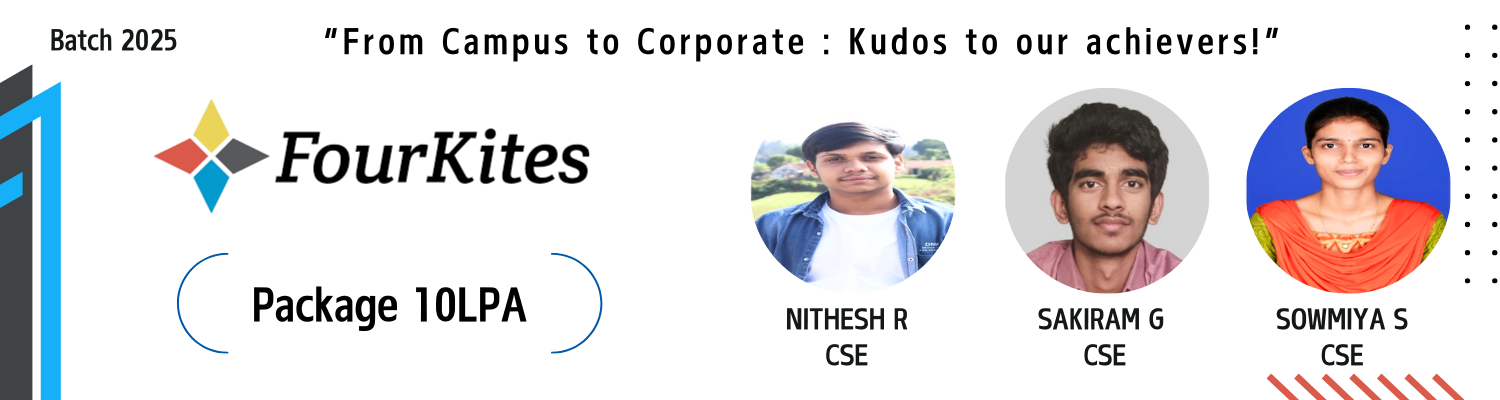 Batch 2025
"From Campus to Corporate : Kudos to our achievers!"
FourKites
Package 10LPA
NITHESH R
CSE
SAKIRAM G
CSE
SOWMIYA S
CSE